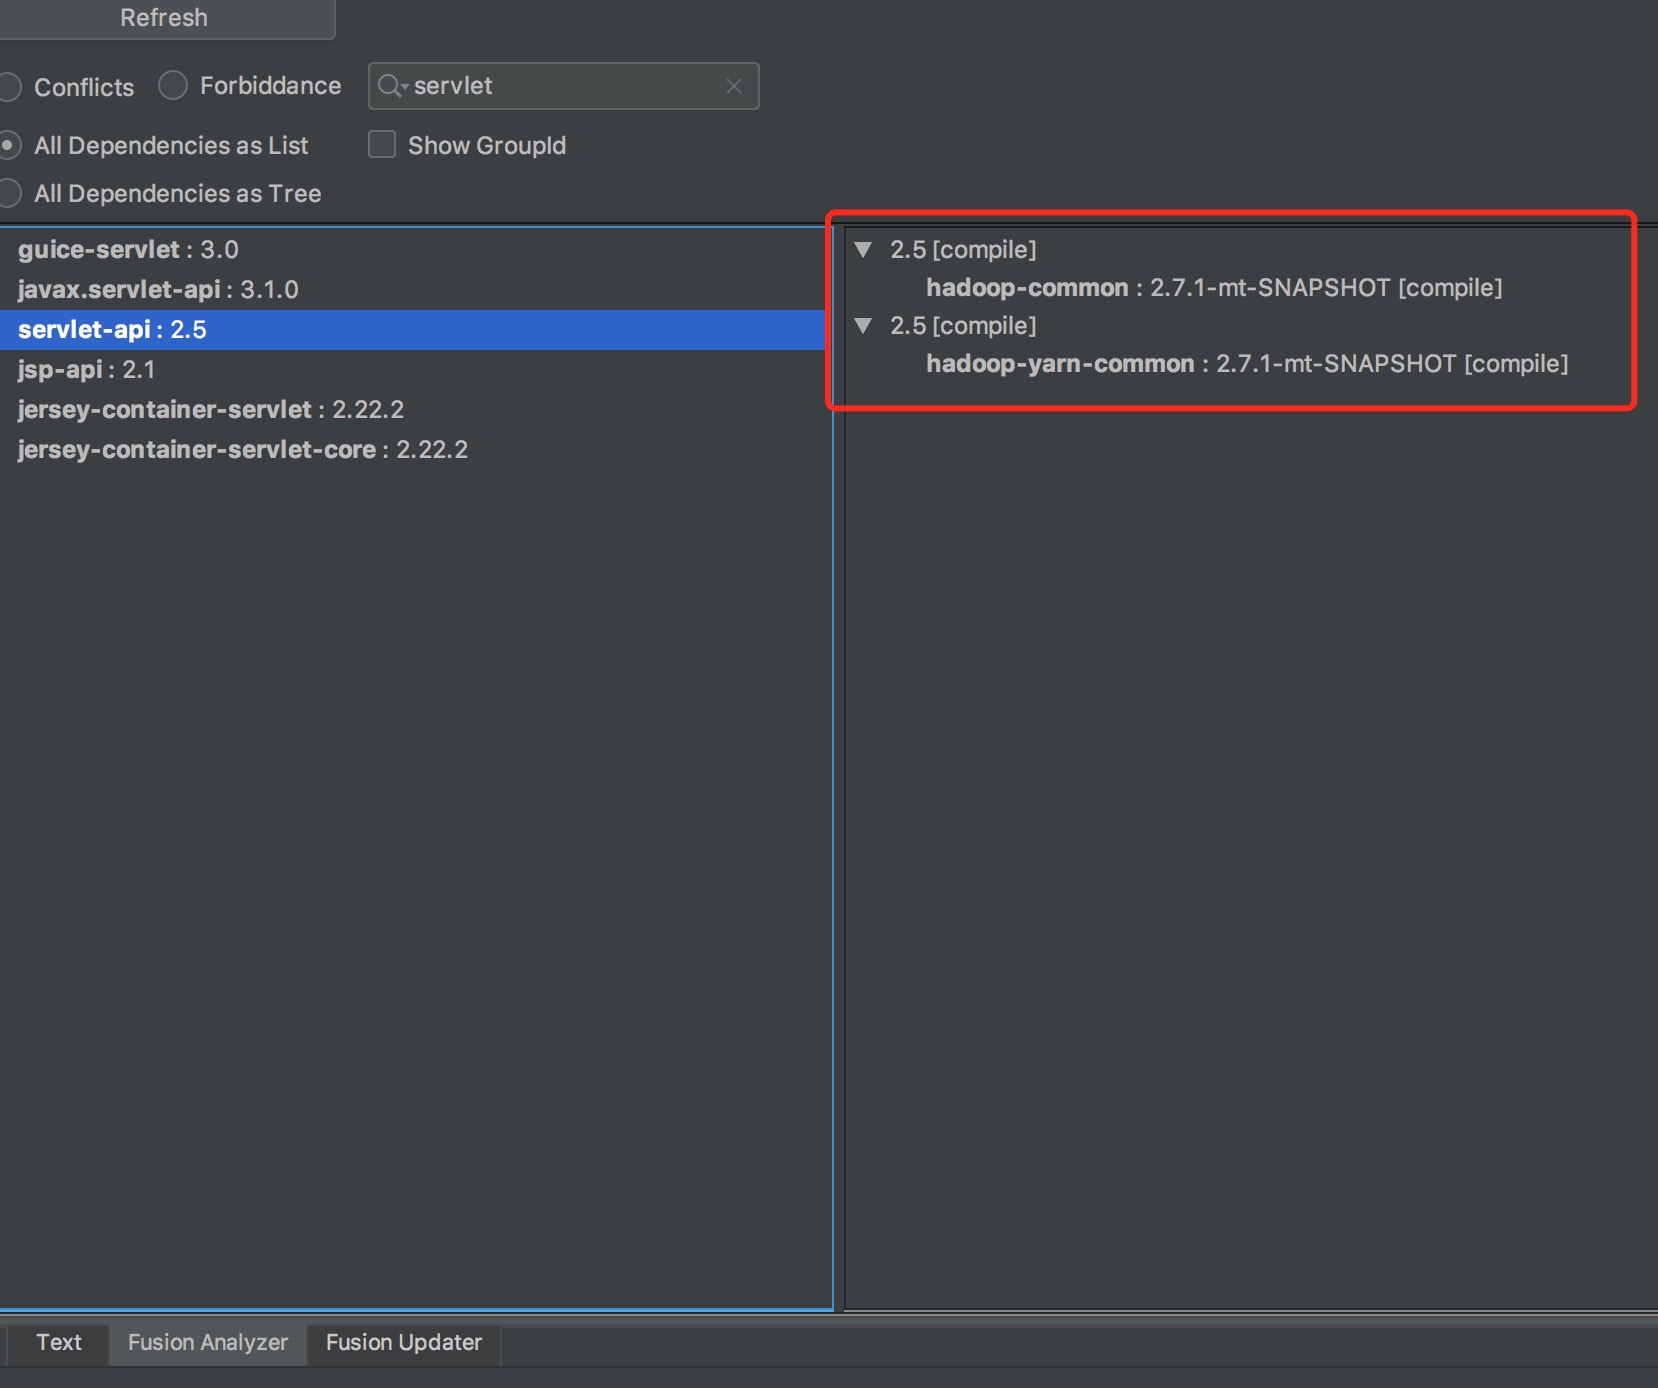 Refresh
Conflicts
Forbiddance
servlet
All Dependencies as List
Show GroupId
All Dependencies as Tree
guice-servlet : 3.0
javax.servlet-api : 3.1.0
servlet-api : 2.5
jsp-api : 2.1
jersey-container-servlet : 2.22.2
jersey-container-servlet-core : 2.22.2
2.5 [compile]
hadoop-common : 2.7.1-mt-SNAPSHOT [compile]
2.5 [compile]
hadoop-yarn-common : 2.7.1-mt-SNAPSHOT [compile]
Text
Fusion Analyzer
Fusion Updater